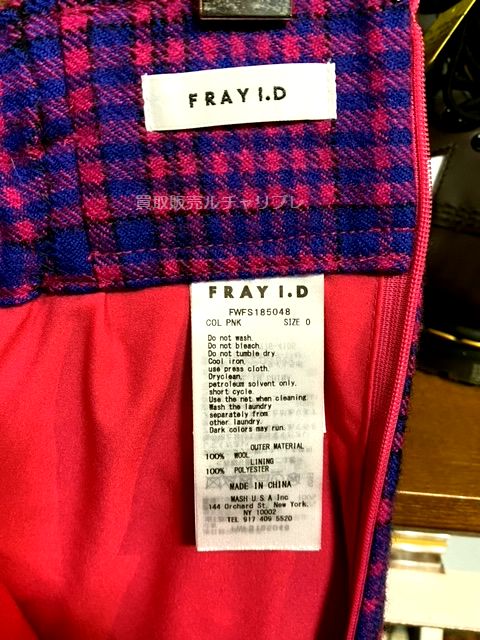 FRAY I.D
買取販売ルチャリブレ
FRAY I.D
FWFS185048
COL PNK SIZE 0
Do not wash.
Do not bleach.
Do not tumble dry.
Cool iron,
use press cloth.
Dryclean,
petroleum solvent only.
short cycle.
Use the net when cleaning
Wash the laundry
separately from
other laundry.
Dark colors may run.
OUTER MATERIAL
100% WOOL
LINING
100% POLYESTER
MADE IN CHINA
MASH U.S.A Inc
144 Orchard St, New York,
NY 10002
TEL 917 409 5520